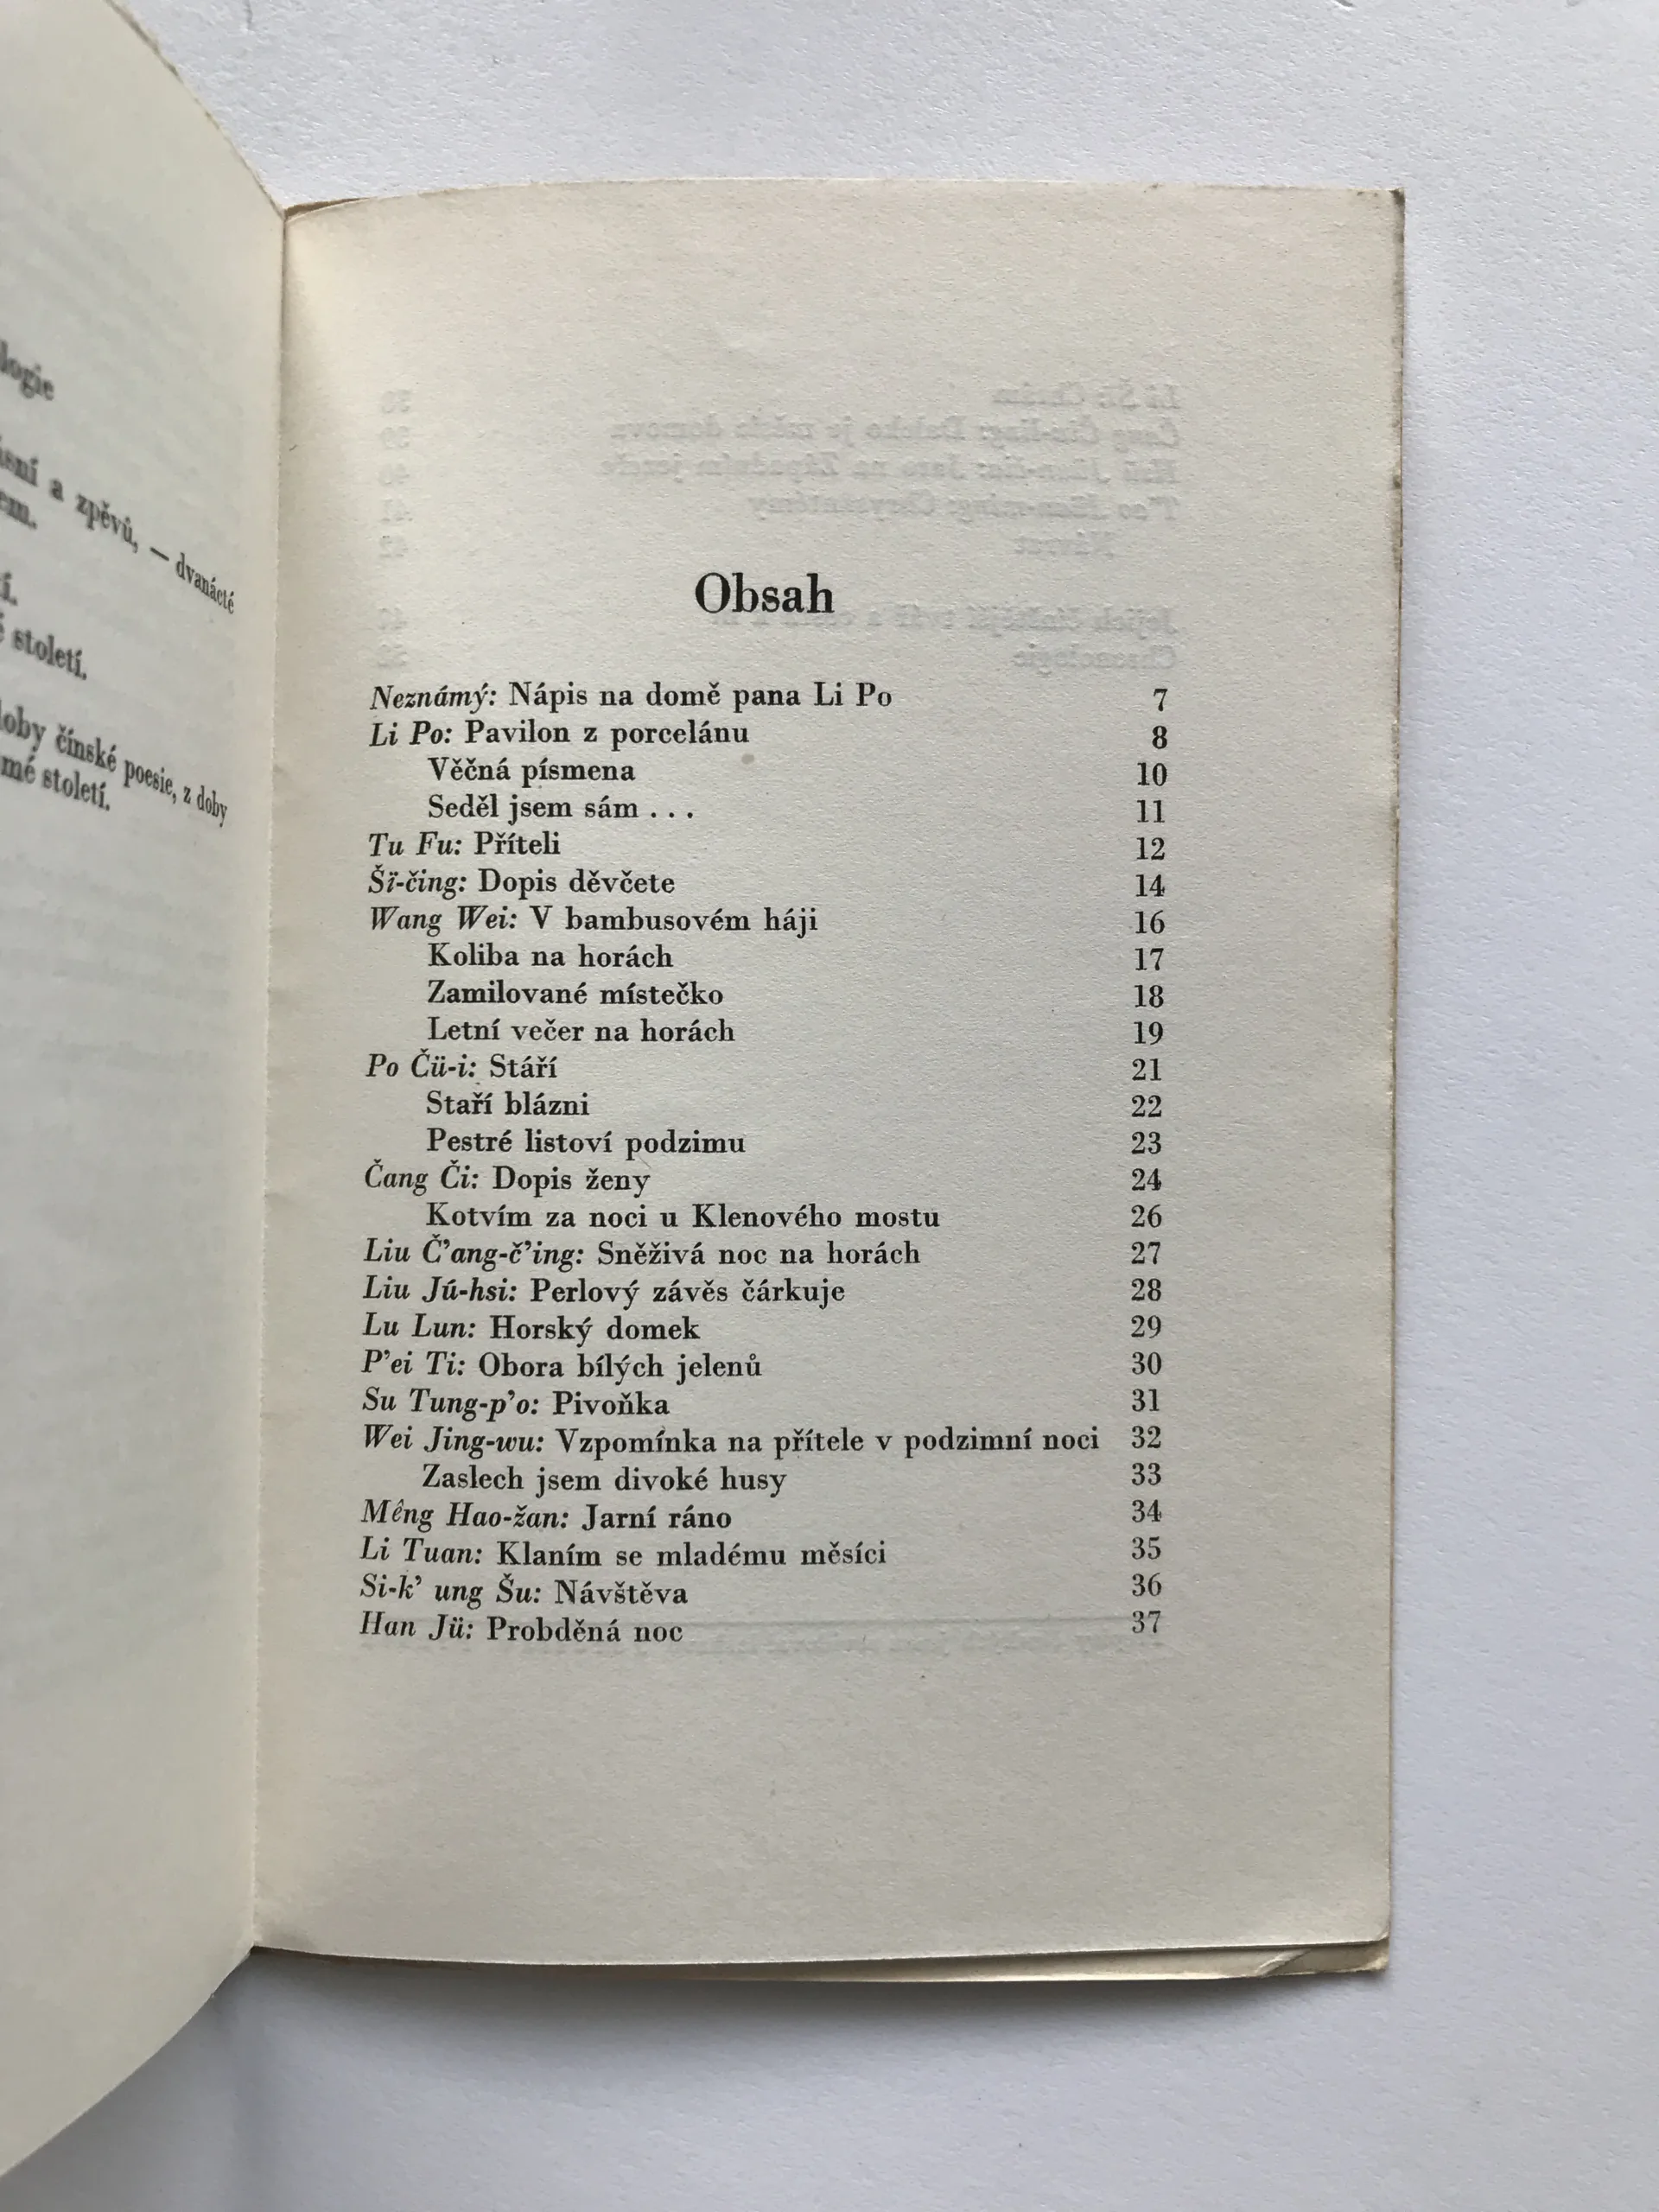 logie
a zpěvů, — dvanácté
století.
doby čínské poesie, z doby
století.
Obsah
Neznámý: Nápis na domě pana Li Po 7
Li Po: Pavilon z porcelánu 8
Věčná písmena 10
Seděl jsem sám . . . 11
Tu Fu: Příteli 12
Šï-čing: Dopis děvčete 14
Wang Wei: V bambusovém háji 16
Koliba na horách 17
Zamilované místečko 18
Letní večer na horách 19
Po Čü-i: Stáří 21
Staří blázni 22
Pestré listoví podzimu 23
Čang Či: Dopis ženy 24
Kotvím za noci u Klenového mostu 26
Liu Č’ang-č’ing: Sněživá noc na horách 27
Liu Jú-hsi: Perlový závěs čárkuje 28
Lu Lun: Horský domek 29
P’ei Ti: Obora bílých jelenů 30
Su Tung-p’o: Pivoňka 31
Wei Jing-wu: Vzpomínka na přítele v podzimní noci 32
Zaslech jsem divoké husy 33
Mêng Hao-žan: Jarní ráno 34
Li Tuan: Klaním se mladému měsíci 35
Si-k’ ung Šu: Návštěva 36
Han Jü: Probděná noc 37